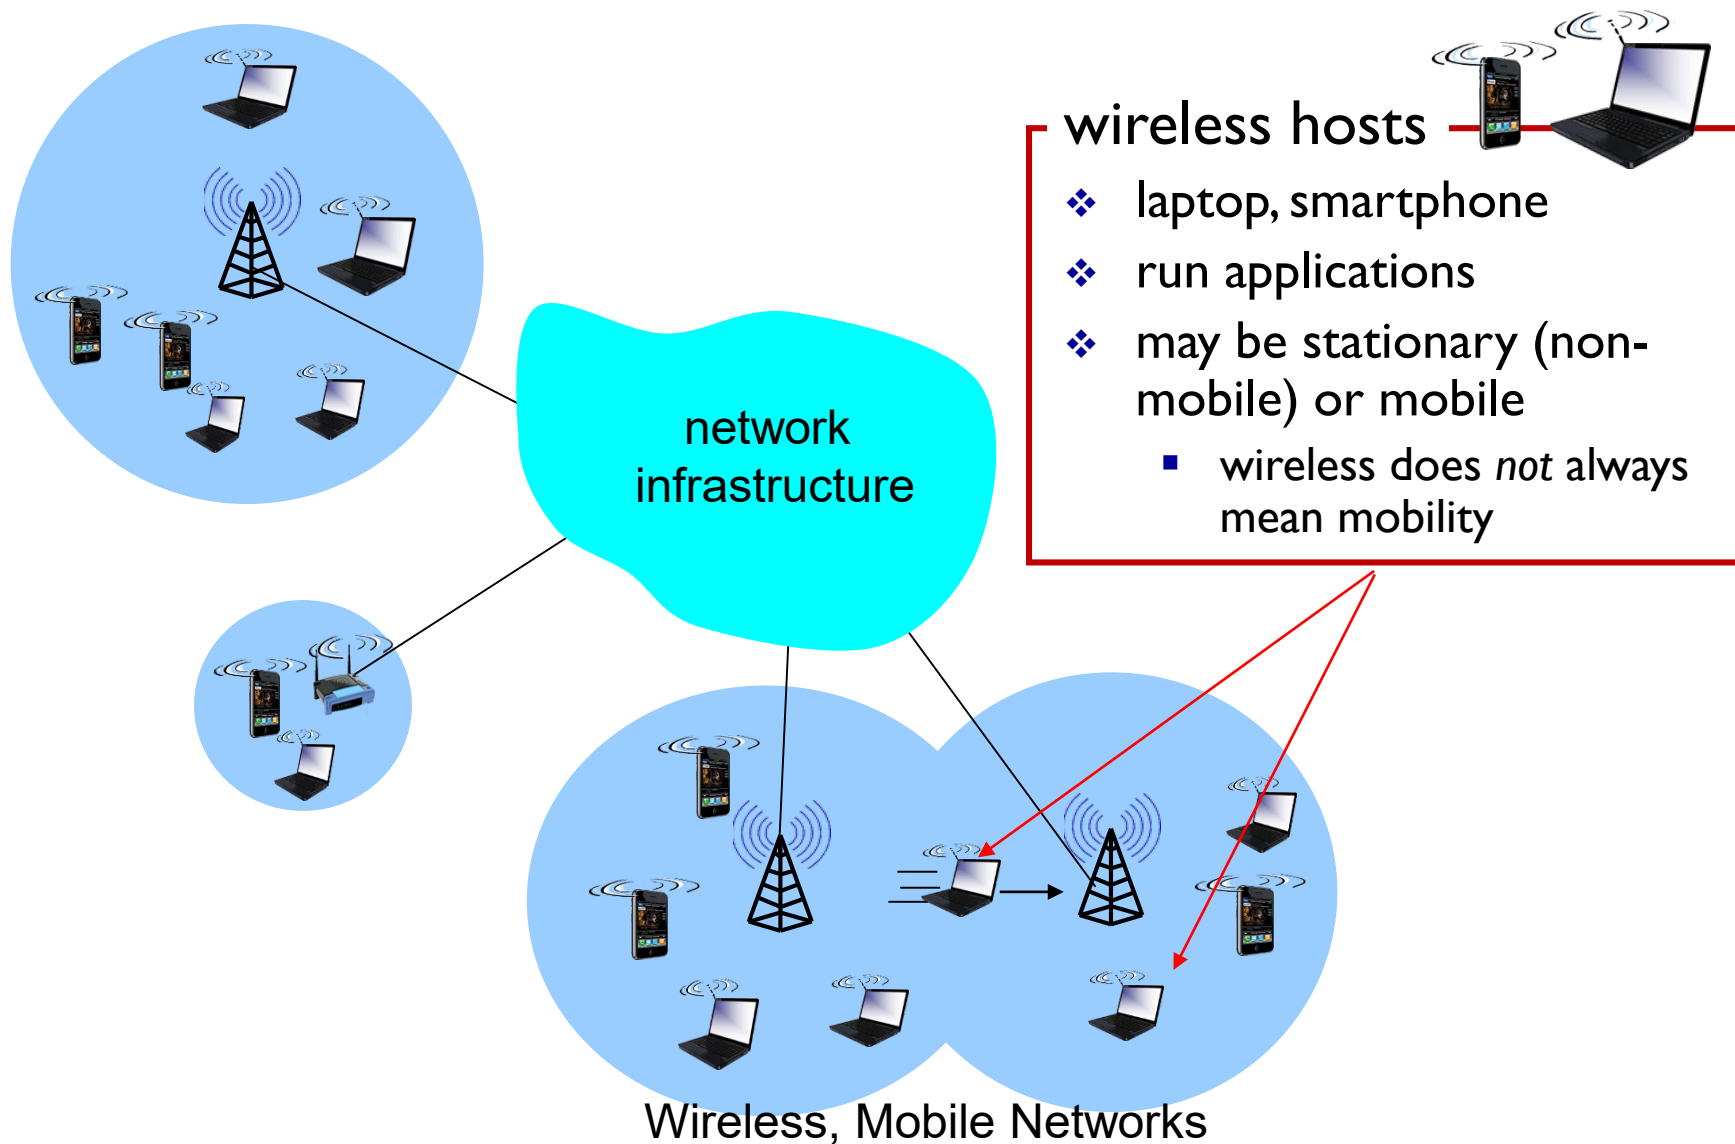 wireless hosts
❖ laptop, smartphone
❖ run applications
❖ may be stationary (non-
mobile) or mobile
▪ wireless does not always
mean mobility
network
infrastructure
Wireless, Mobile Networks